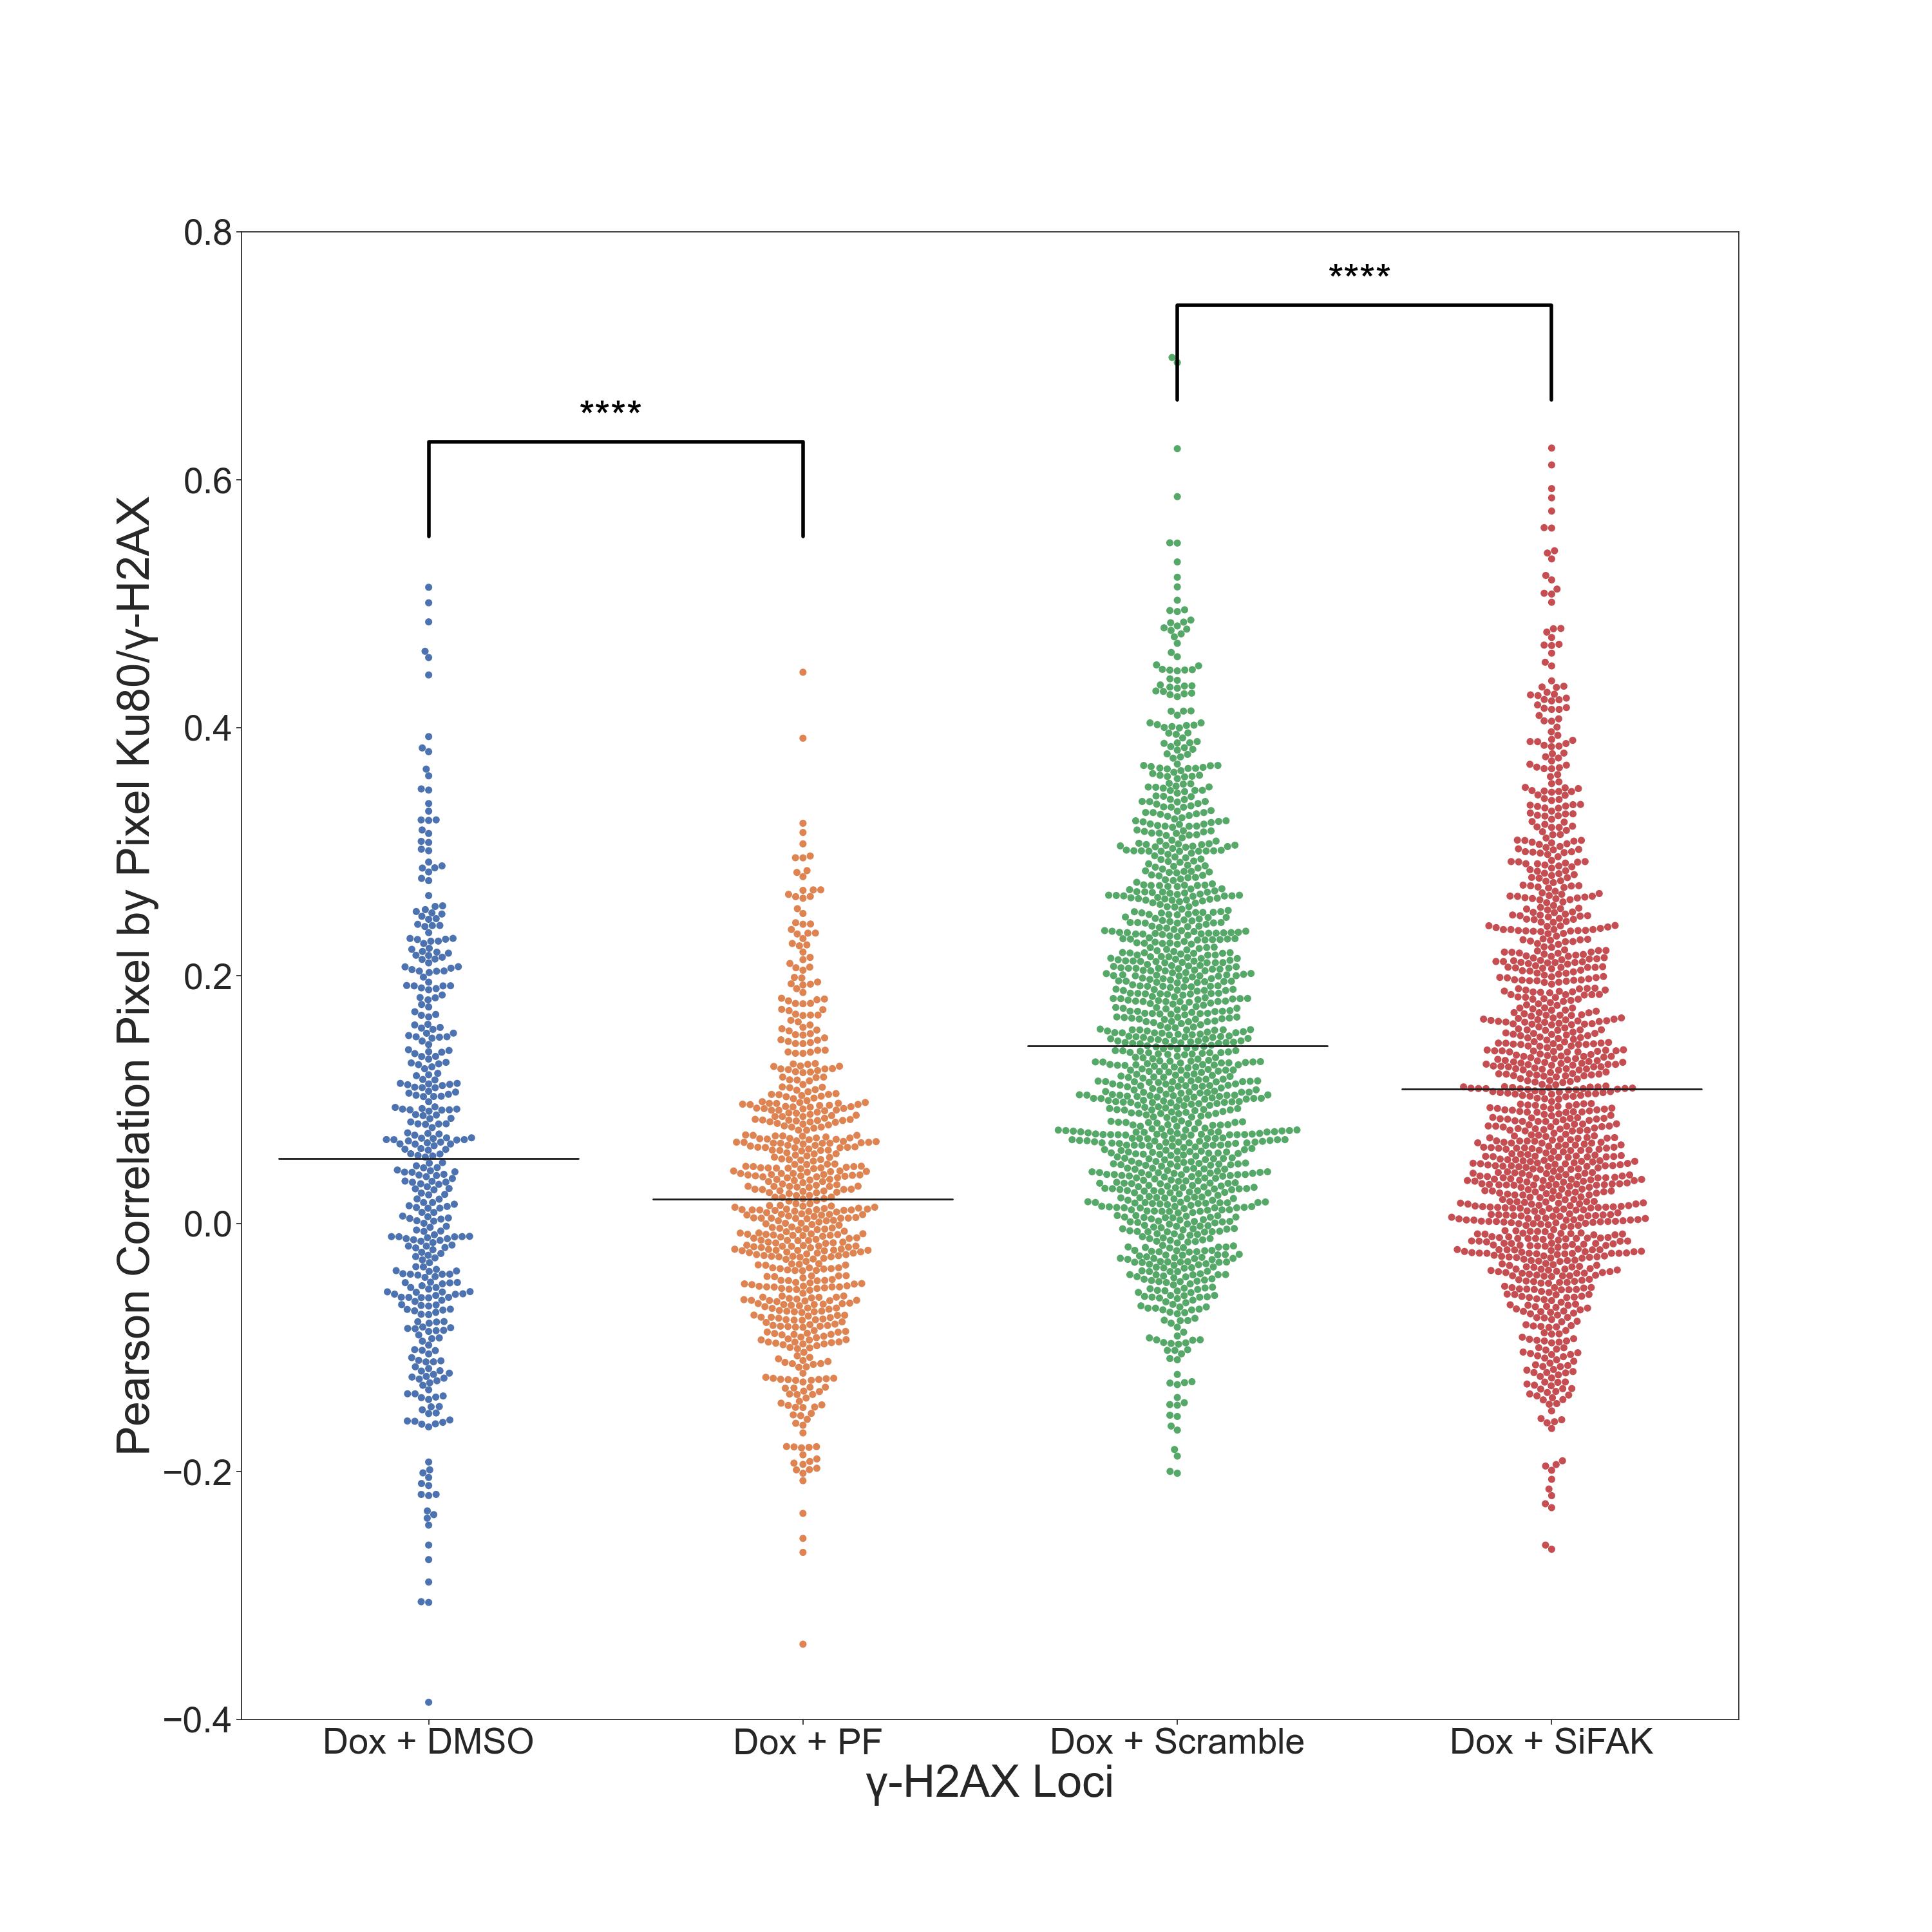 0.8
0.6
0.4
0.2
0.0
−0.2
−0.4
Pearson Correlation Pixel by Pixel Ku80/γ-H2AX
****
****
Dox + DMSO
Dox + PF
Dox + Scramble
Dox + SiFAK
γ-H2AX Loci